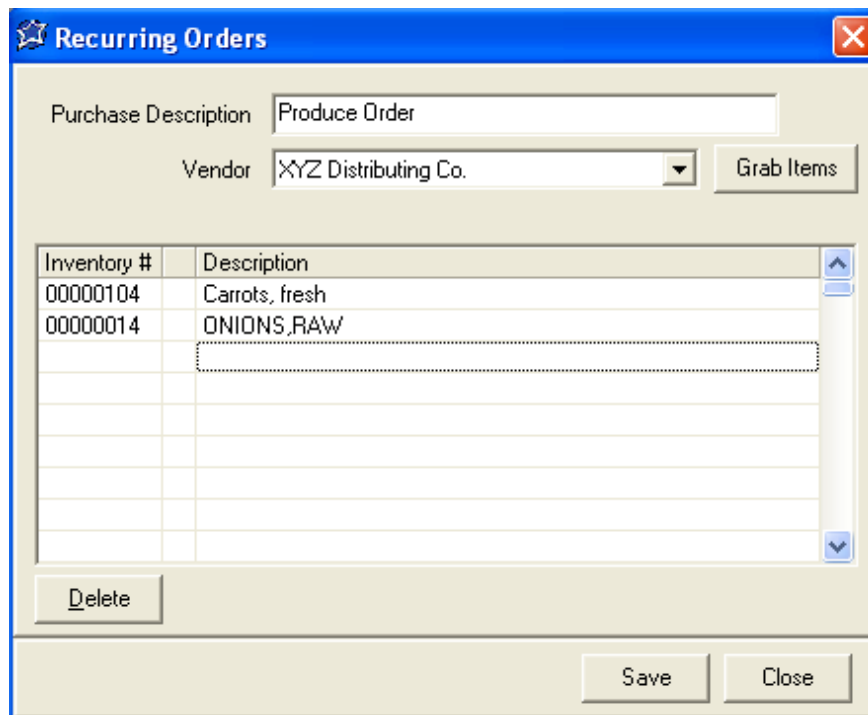 Recurring Orders
Purchase Description Produce Order
Vendor XYZ Distributing Co. Grab Items
Inventory # Description
00000104 Carrots, fresh
00000014 ONIONS,RAW
Delete
Save Close